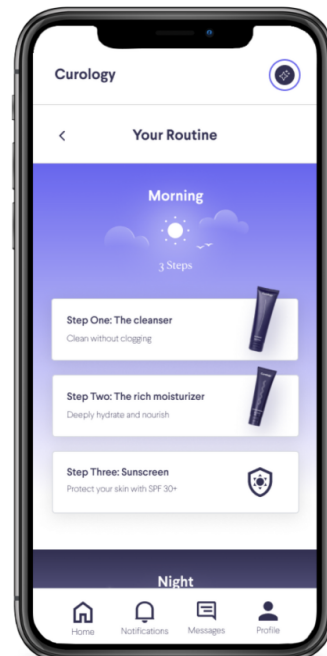 Curology
Your Routine
Morning
3 Steps
Step One: The cleanser
Clean without clogging
Step Two: The rich moisturizer
Deeply hydrate and nourish
Step Three: Sunscreen
Protect your skin with SPF 30+
Night
Home
Notifications
Messages
Profile